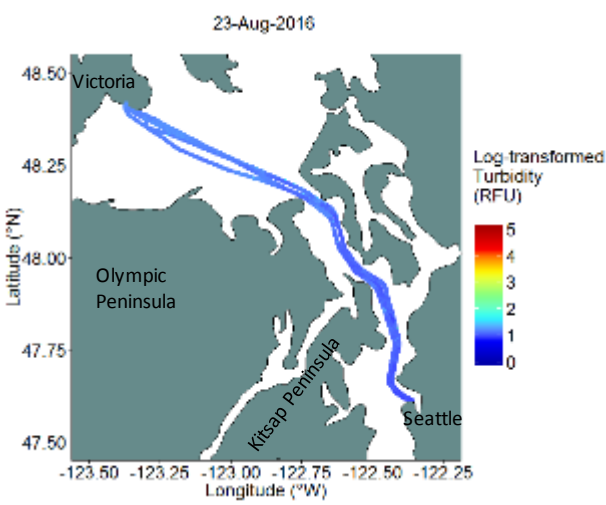 23-Aug-2016
48.50
Victoria
48.25
Latitude (°N)
48.00
Olympic
Peninsula
47.75
Kitsap Peninsula
Seattle
47.50
-123.50 -123.25 -123.00 -122.75 -122.50 -122.25
Longitude (°W)
Log-transformed
Turbidity
(RFU)
5
4
3
2
1
0